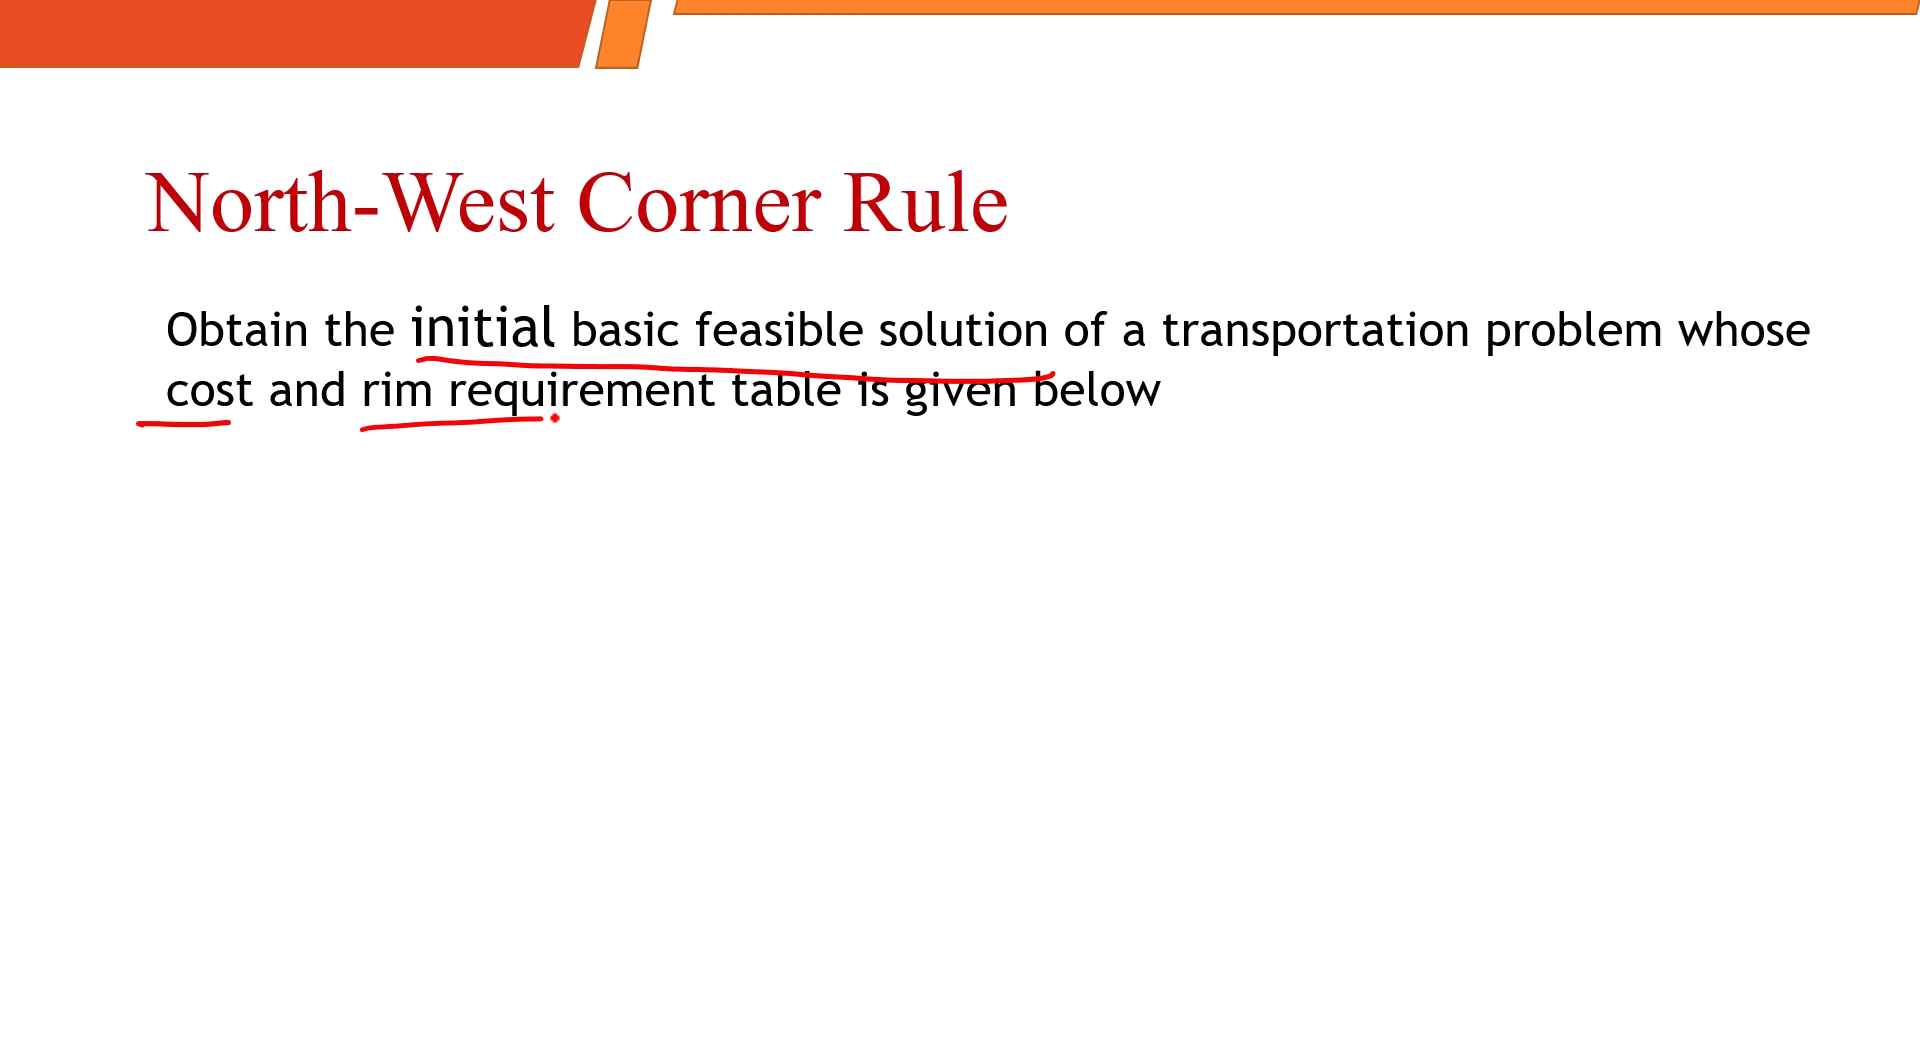 North-West Corner Rule
Obtain the initial basic feasible solution of a transportation problem whose
cost and rim requirement table is given below